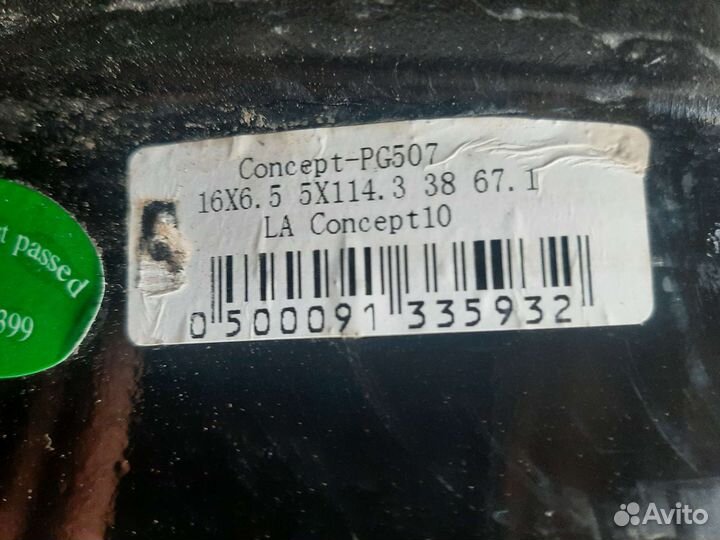 Concept-PG507
16X6.5 5X114.3 38 67.1
LA Concept10
0 500091 335932
passed
399
Avito